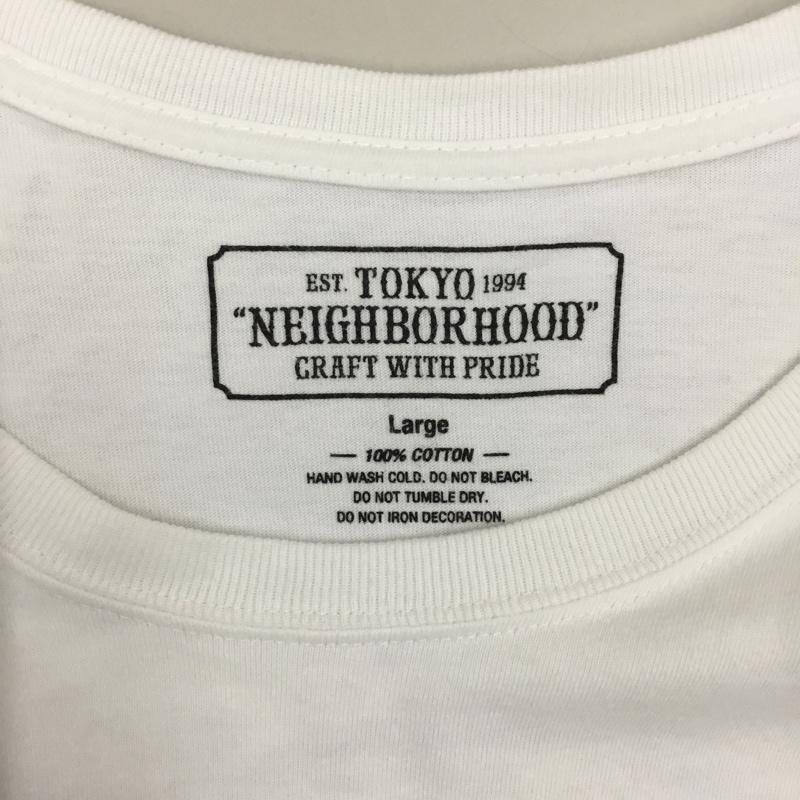 EST. TOKYO 1994
"NEIGHBORHOOD"
CRAFT WITH PRIDE
Large
— 100% COTTON —
HAND WASH COLD. DO NOT BLEACH.
DO NOT TUMBLE DRY.
DO NOT IRON DECORATION.